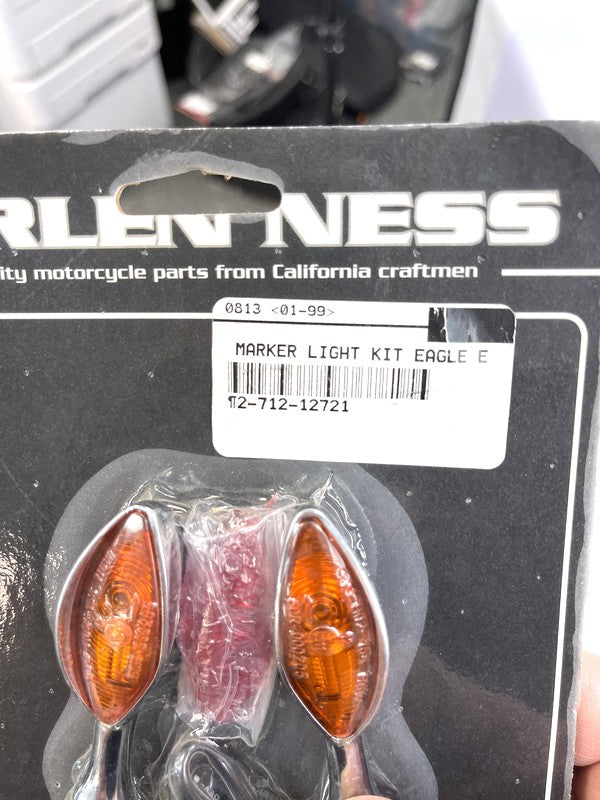 RLEN NESS
ity motorcycle parts from California craftmen
0813 <01-99>
MARKER LIGHT KIT EAGLE E
¶2-712-12721